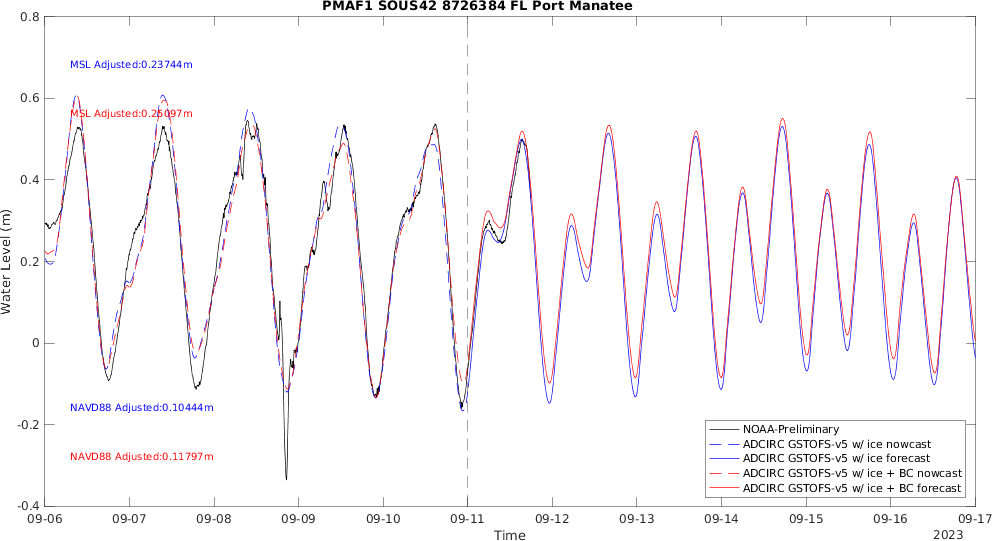 PMAF1 SOUS42 8726384 FL Port Manatee
0.8
0.6
0.4
0.2
0
-0.2
-0.4
Water Level (m)
MSL Adjusted:0.23744m
MSL Adjusted:0.25097m
NAVD88 Adjusted:0.10444m
NAVD88 Adjusted:0.11797m
NOAA-Preliminary
ADCIRC GSTOFS-v5 w/ ice nowcast
ADCIRC GSTOFS-v5 w/ ice forecast
ADCIRC GSTOFS-v5 w/ ice + BC nowcast
ADCIRC GSTOFS-v5 w/ ice + BC forecast
09-06 09-07 09-08 09-09 09-10 09-11 09-12 09-13 09-14 09-15 09-16 09-17
Time
2023